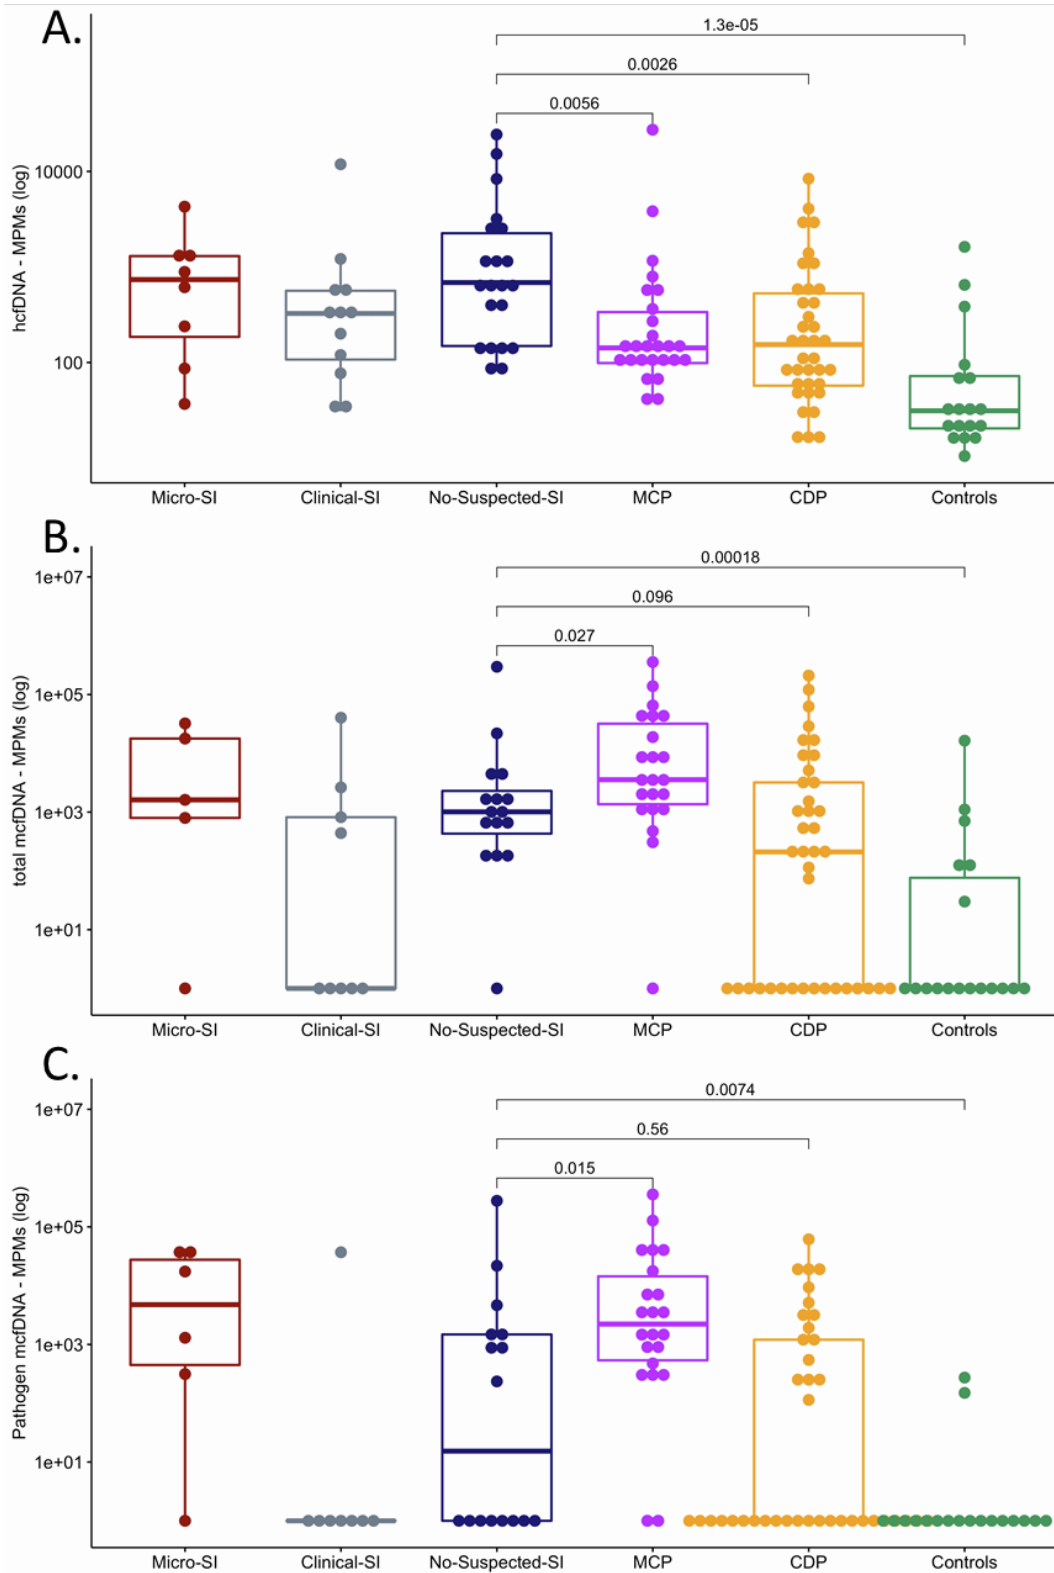 A.
1.3e-05
0.0026
0.0056
hcfDNA - MPMs (log)
10000
100
Micro-SI Clinical-SI No-Suspected-SI MCP CDP Controls
B.
0.00018
0.096
0.027
total mcfDNA - MPMs (log)
1e+07
1e+05
1e+03
1e+01
Micro-SI Clinical-SI No-Suspected-SI MCP CDP Controls
C.
0.0074
0.56
0.015
Pathogen mcfDNA - MPMs (log)
1e+07
1e+05
1e+03
1e+01
Micro-SI Clinical-SI No-Suspected-SI MCP CDP Controls